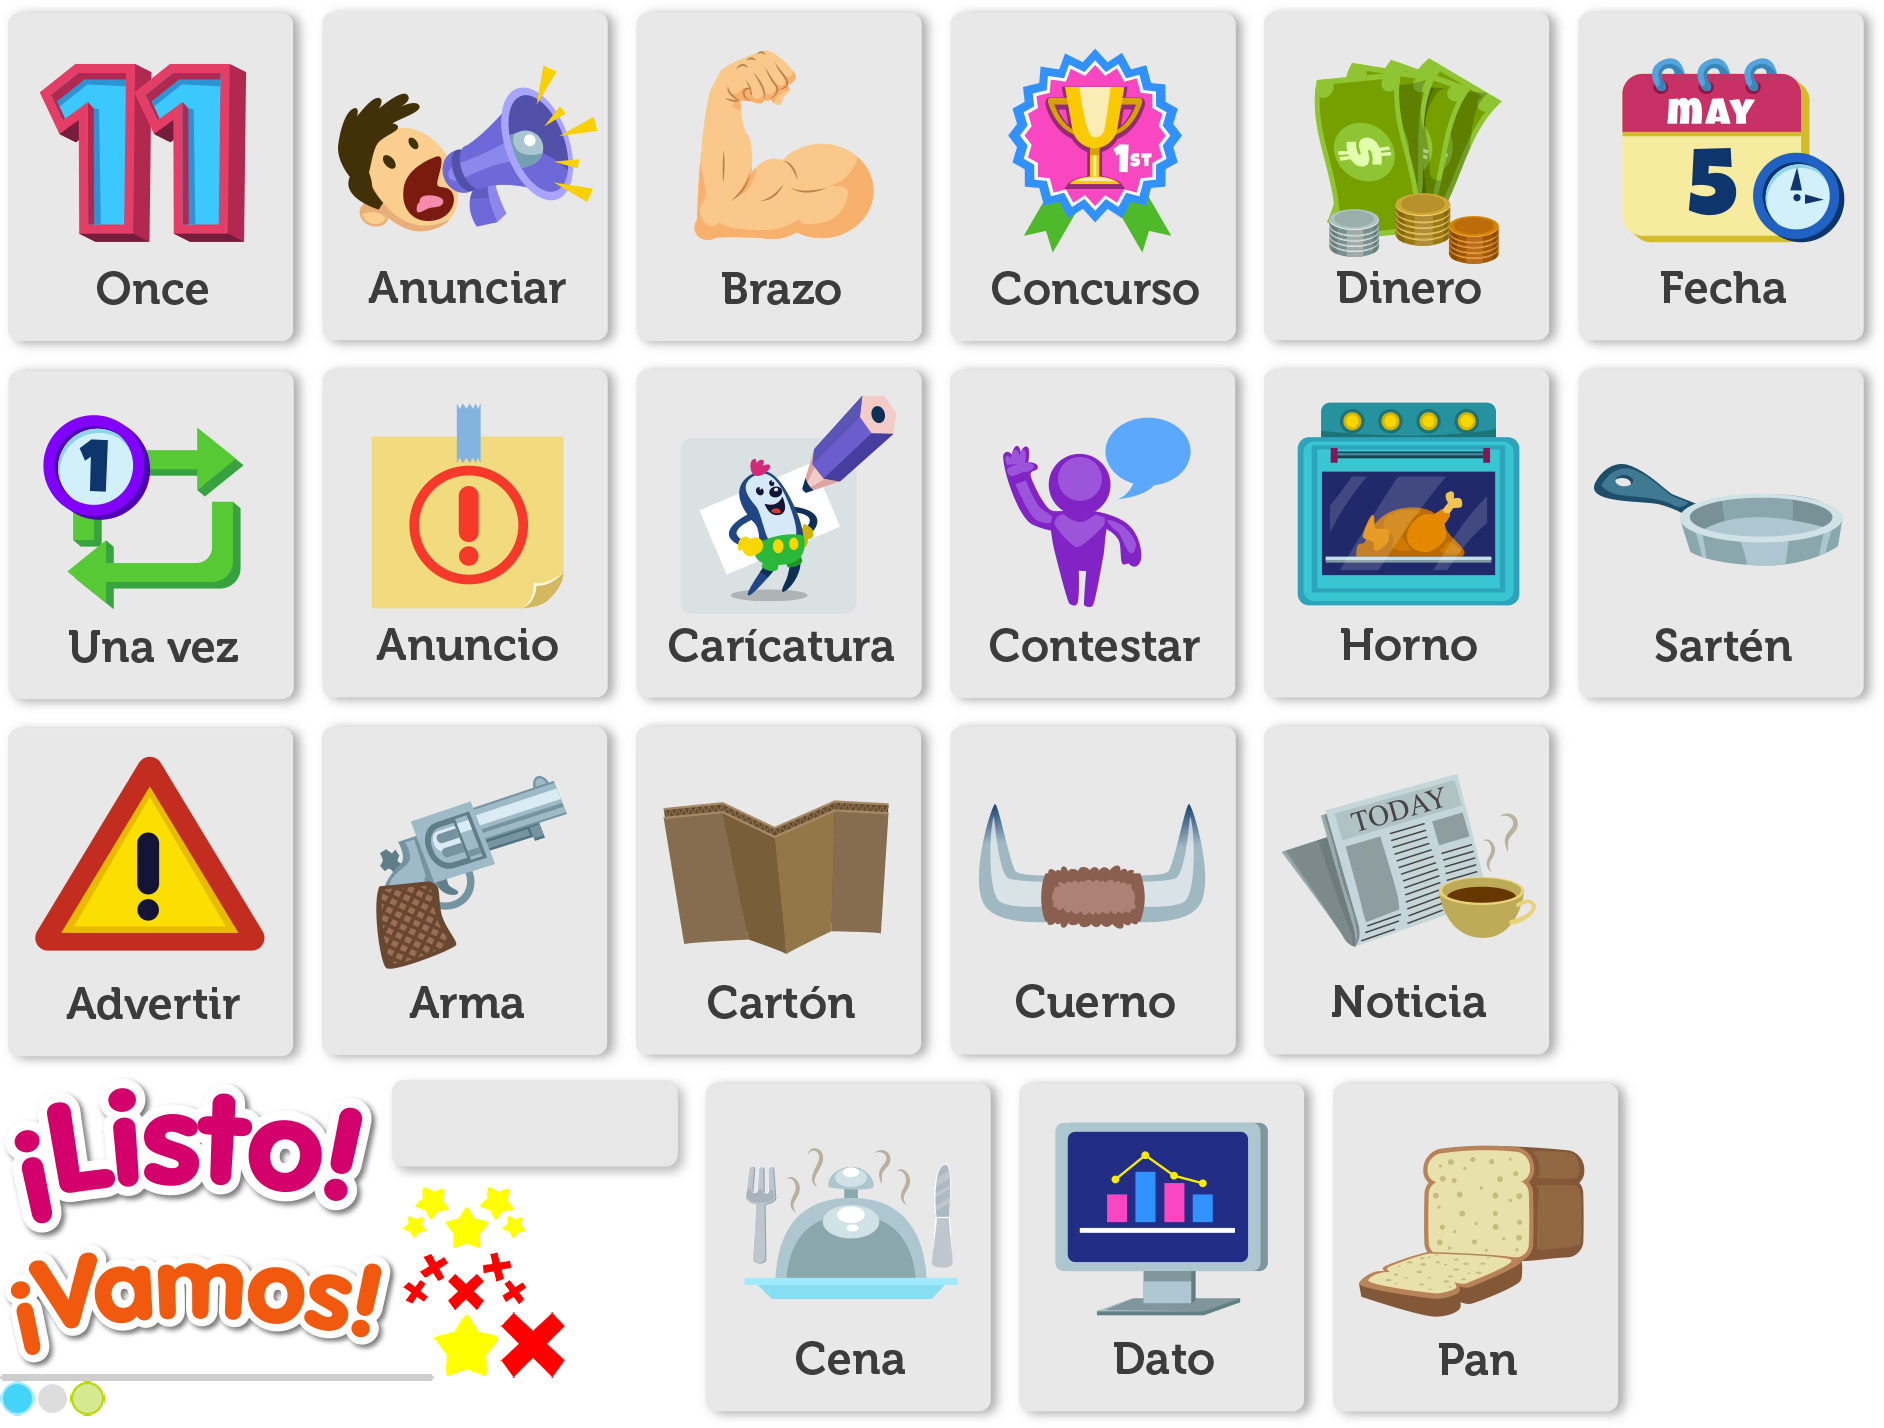 11
Once
Anunciar
Brazo
1ST
Concurso
$
Dinero
MAY
5
Fecha
1
Una vez
!
Anuncio
Carícatura
Contestar
Horno
Sartén
!
Advertir
Arma
Cartón
Cuerno
TODAY
Noticia
¡Listo!
¡Vamos!
Cena
Dato
Pan